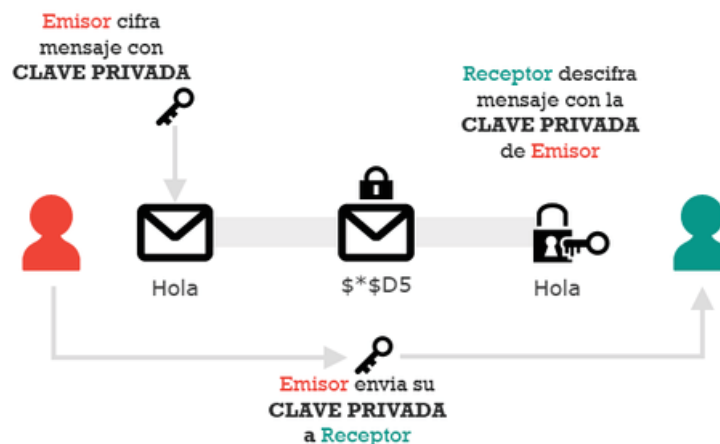 Emisor cifra
mensaje con
CLAVE PRIVADA
Receptor descifra
mensaje con la
CLAVE PRIVADA
de Emisor
Hola
$*$D5
Hola
Emisor envia su
CLAVE PRIVADA
a Receptor